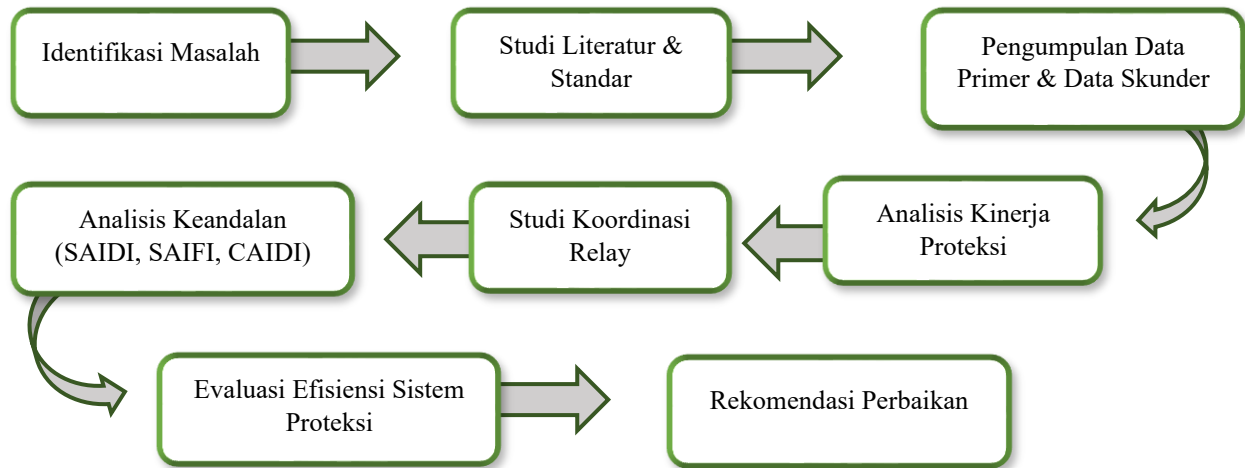 Identifikasi Masalah
Studi Literatur &
Standar
Pengumpulan Data
Primer & Data Skunder
Analisis Kinerja
Proteksi
Studi Koordinasi
Relay
Analisis Keandalan
(SAIDI, SAIFI, CAIDI)
Evaluasi Efisiensi Sistem
Proteksi
Rekomendasi Perbaikan